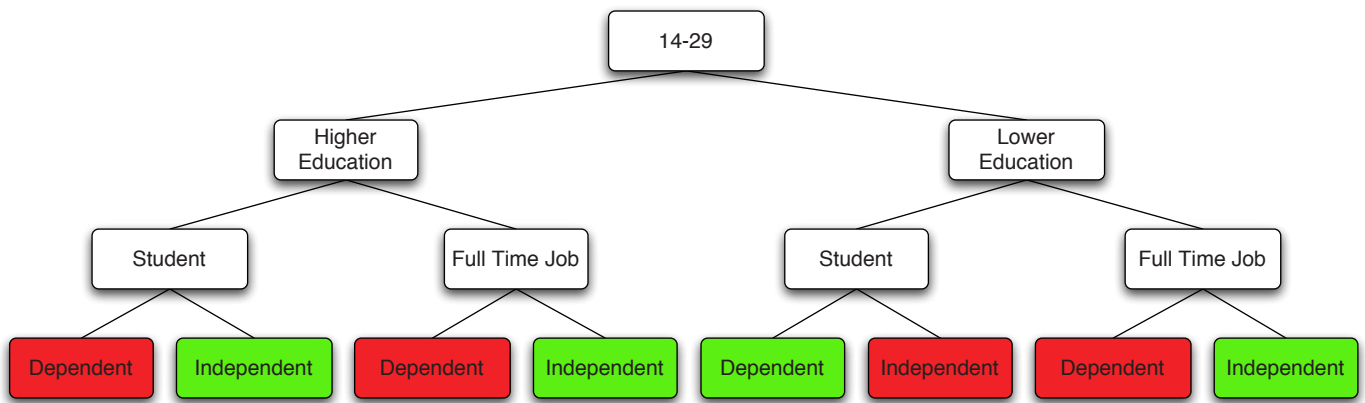 14-29
Higher
Education
Lower
Education
Student
Full Time Job
Student
Full Time Job
Dependent
Independent
Dependent
Independent
Dependent
Independent
Dependent
Independent